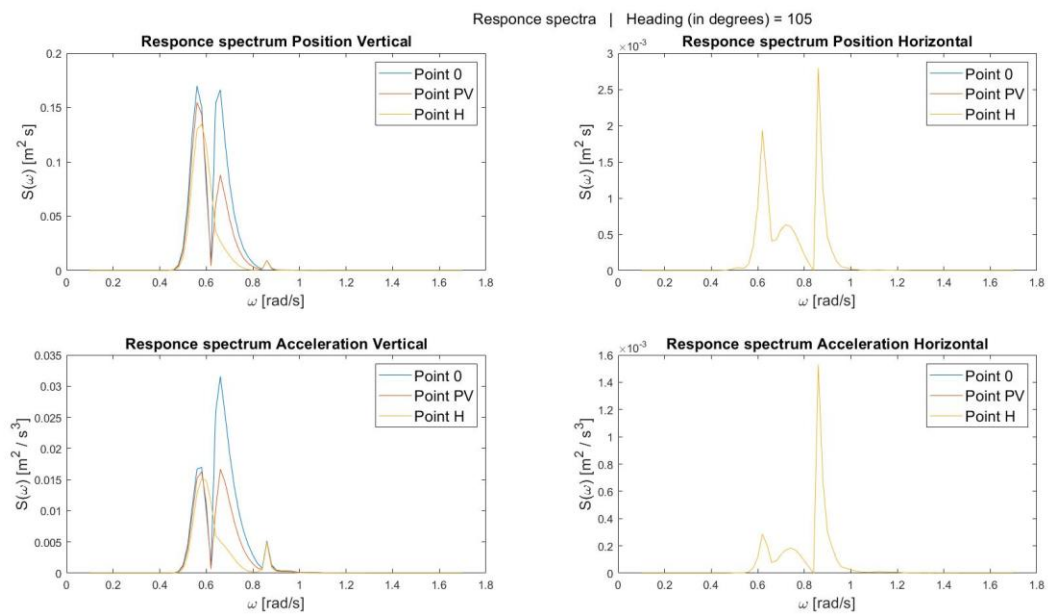 Responce spectra | Heading (in degrees) = 105
Responce spectrum Position Vertical
S(ω) [m² s]
0.2
0.15
0.1
0.05
0
Point 0
Point PV
Point H
0 0.2 0.4 0.6 0.8 1 1.2 1.4 1.6 1.8
ω [rad/s]
Responce spectrum Position Horizontal
×10⁻³
S(ω) [m² s]
3
2.5
2
1.5
1
0.5
0
Point 0
Point PV
Point H
0 0.2 0.4 0.6 0.8 1 1.2 1.4 1.6 1.8
ω [rad/s]
Responce spectrum Acceleration Vertical
S(ω) [m² / s³]
0.035
0.03
0.025
0.02
0.015
0.01
0.005
0
Point 0
Point PV
Point H
0 0.2 0.4 0.6 0.8 1 1.2 1.4 1.6 1.8
ω [rad/s]
Responce spectrum Acceleration Horizontal
×10⁻³
S(ω) [m² / s³]
1.6
1.4
1.2
1
0.8
0.6
0.4
0.2
0
Point 0
Point PV
Point H
0 0.2 0.4 0.6 0.8 1 1.2 1.4 1.6 1.8
ω [rad/s]